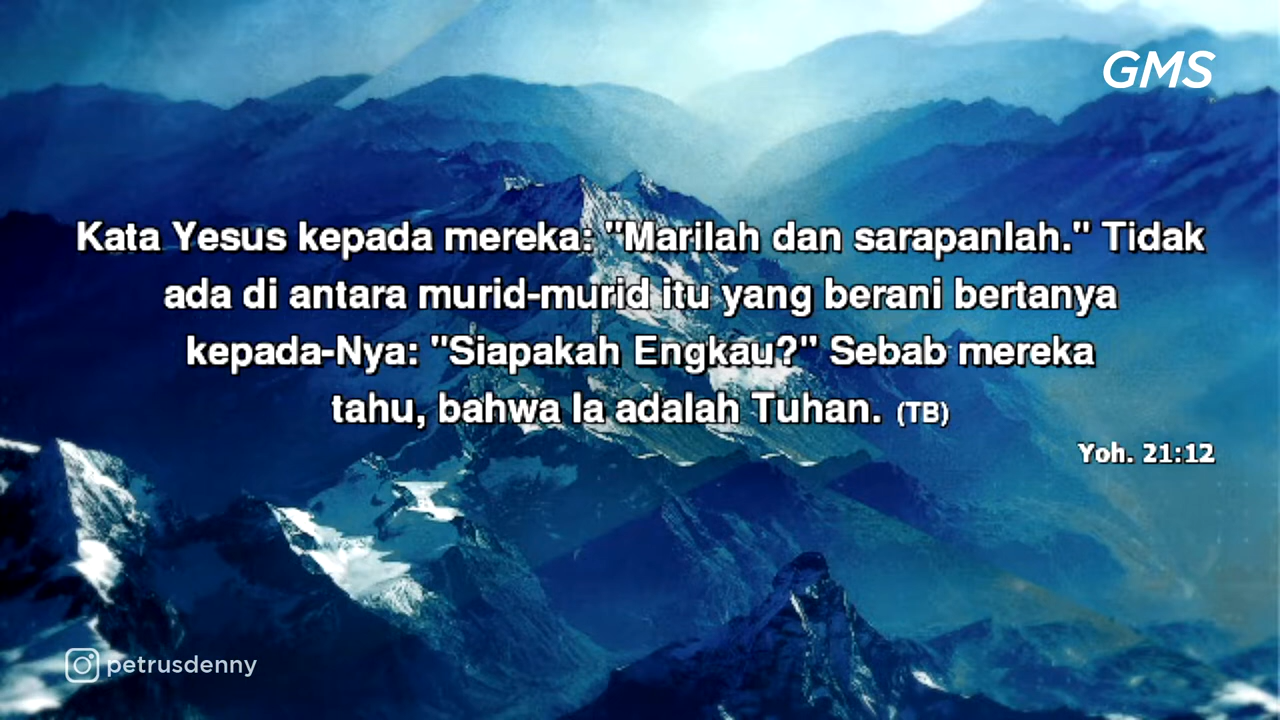 GMS
Kata Yesus kepada mereka: "Marilah dan sarapanlah." Tidak
ada di antara murid-murid itu yang berani bertanya
kepada-Nya: "Siapakah Engkau?" Sebab mereka
tahu, bahwa Ia adalah Tuhan. (TB)
Yoh. 21:12
petrusdenny